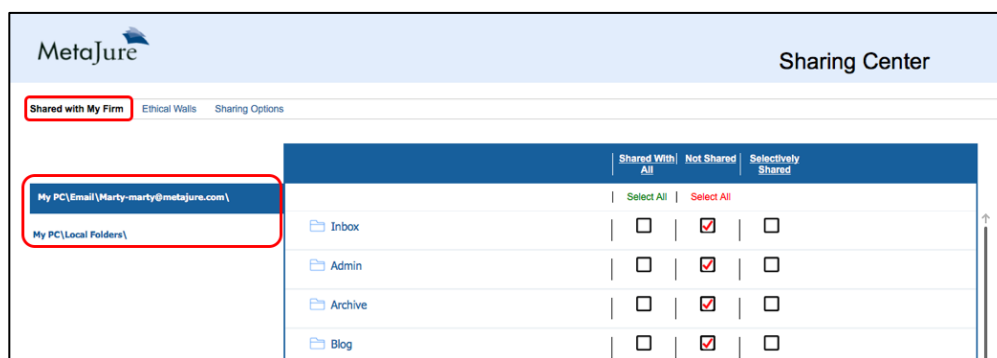 MetaJure
Sharing Center
Shared with My Firm Ethical Walls Sharing Options
Shared With All Not Shared Selectively Shared
My PC\Email\Marty-marty@metajure.com\
Select All Select All
My PC\Local Folders\
Inbox
Admin
Archive
Blog